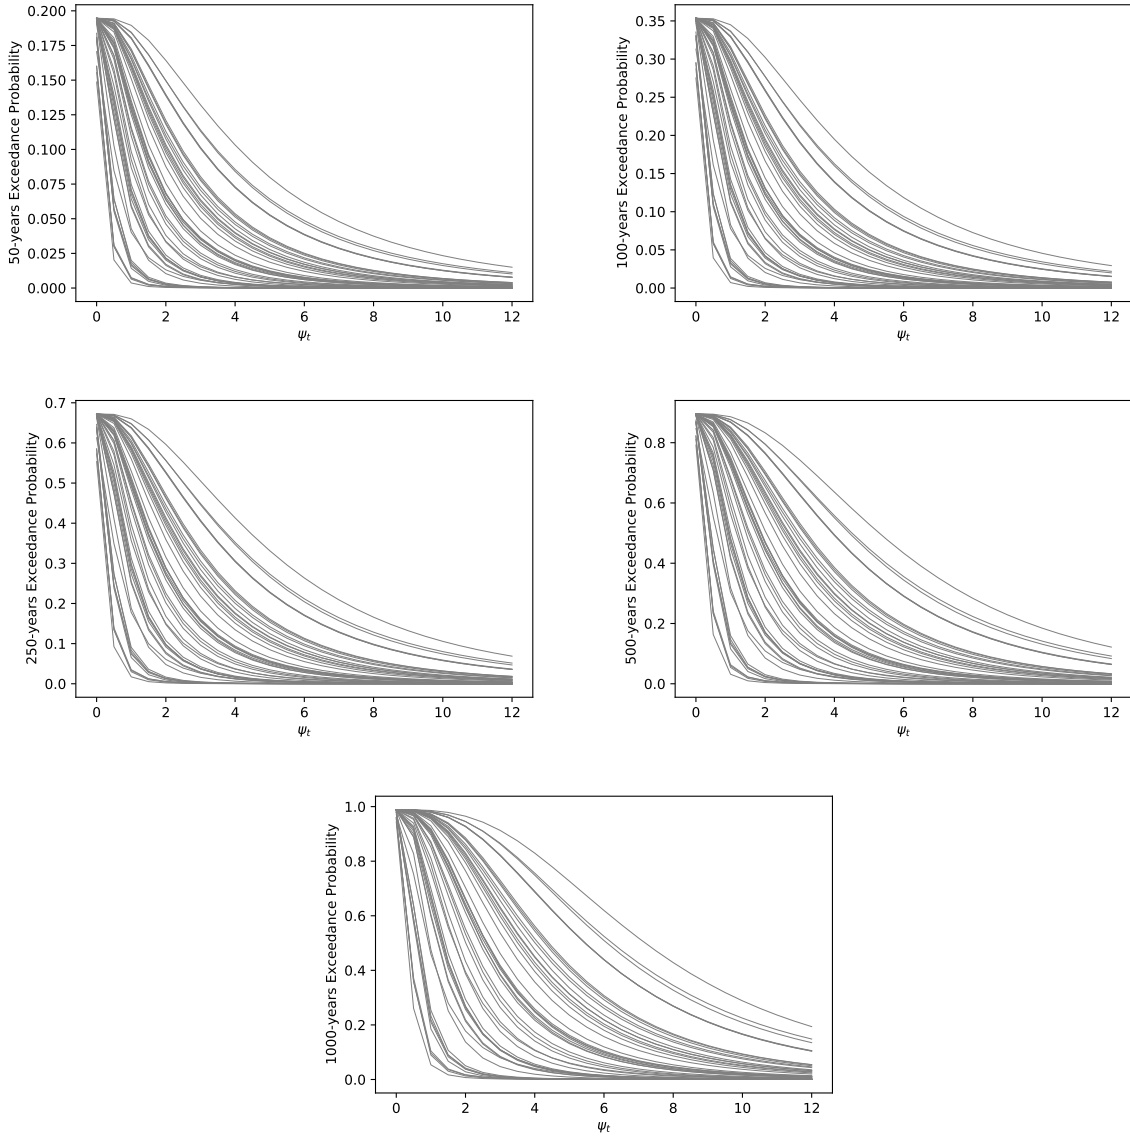 0.200
0.175
0.150
0.125
0.100
0.075
0.050
0.025
0.000
50-years Exceedance Probability
0 2 4 6 8 10 12
ψt
0.35
0.30
0.25
0.20
0.15
0.10
0.05
0.00
100-years Exceedance Probability
0 2 4 6 8 10 12
ψt
0.7
0.6
0.5
0.4
0.3
0.2
0.1
0.0
250-years Exceedance Probability
0 2 4 6 8 10 12
ψt
0.8
0.6
0.4
0.2
0.0
500-years Exceedance Probability
0 2 4 6 8 10 12
ψt
1.0
0.8
0.6
0.4
0.2
0.0
1000-years Exceedance Probability
0 2 4 6 8 10 12
ψt